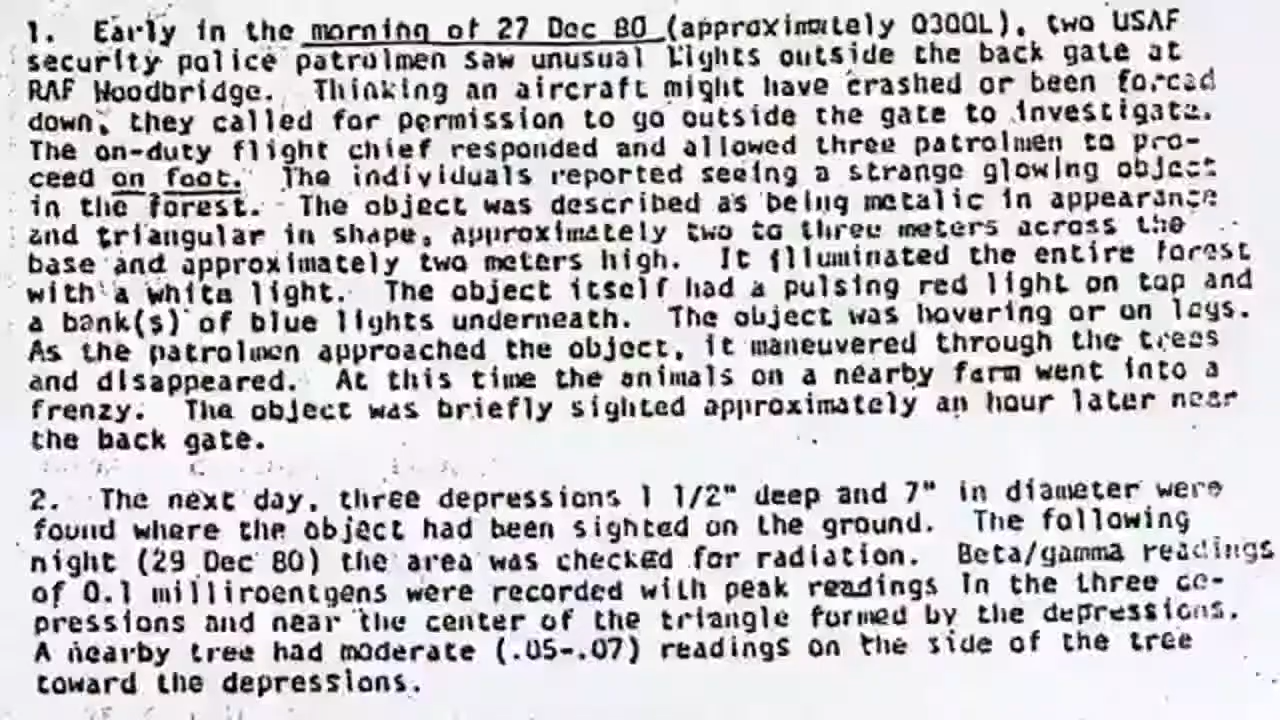 1. Early in the morning of 27 Dec 80 (approximately 0300L), two USAF
security police patrolmen saw unusual lights outside the back gate at
RAF Woodbridge. Thinking an aircraft might have crashed or been forced
down, they called for permission to go outside the gate to investigate.
The on-duty flight chief responded and allowed three patrolmen to pro-
ceed on foot. The individuals reported seeing a strange glowing object
in the forest. The object was described as being metalic in appearance
and triangular in shape, approximately two to three meters across the
base and approximately two meters high. It illuminated the entire forest
with a white light. The object itself had a pulsing red light on top and
a bank(s) of blue lights underneath. The object was hovering or on legs.
As the patrolmen approached the object, it maneuvered through the trees
and disappeared. At this time the animals on a nearby farm went into a
frenzy. The object was briefly sighted approximately an hour later near
the back gate.
2. The next day, three depressions 1 1/2" deep and 7" in diameter were
found where the object had been sighted on the ground. The following
night (29 Dec 80) the area was checked for radiation. Beta/gamma readings
of 0.1 milliroentgens were recorded with peak readings in the three de-
pressions and near the center of the triangle formed by the depressions.
A nearby tree had moderate (.05-.07) readings on the side of the tree
toward the depressions.